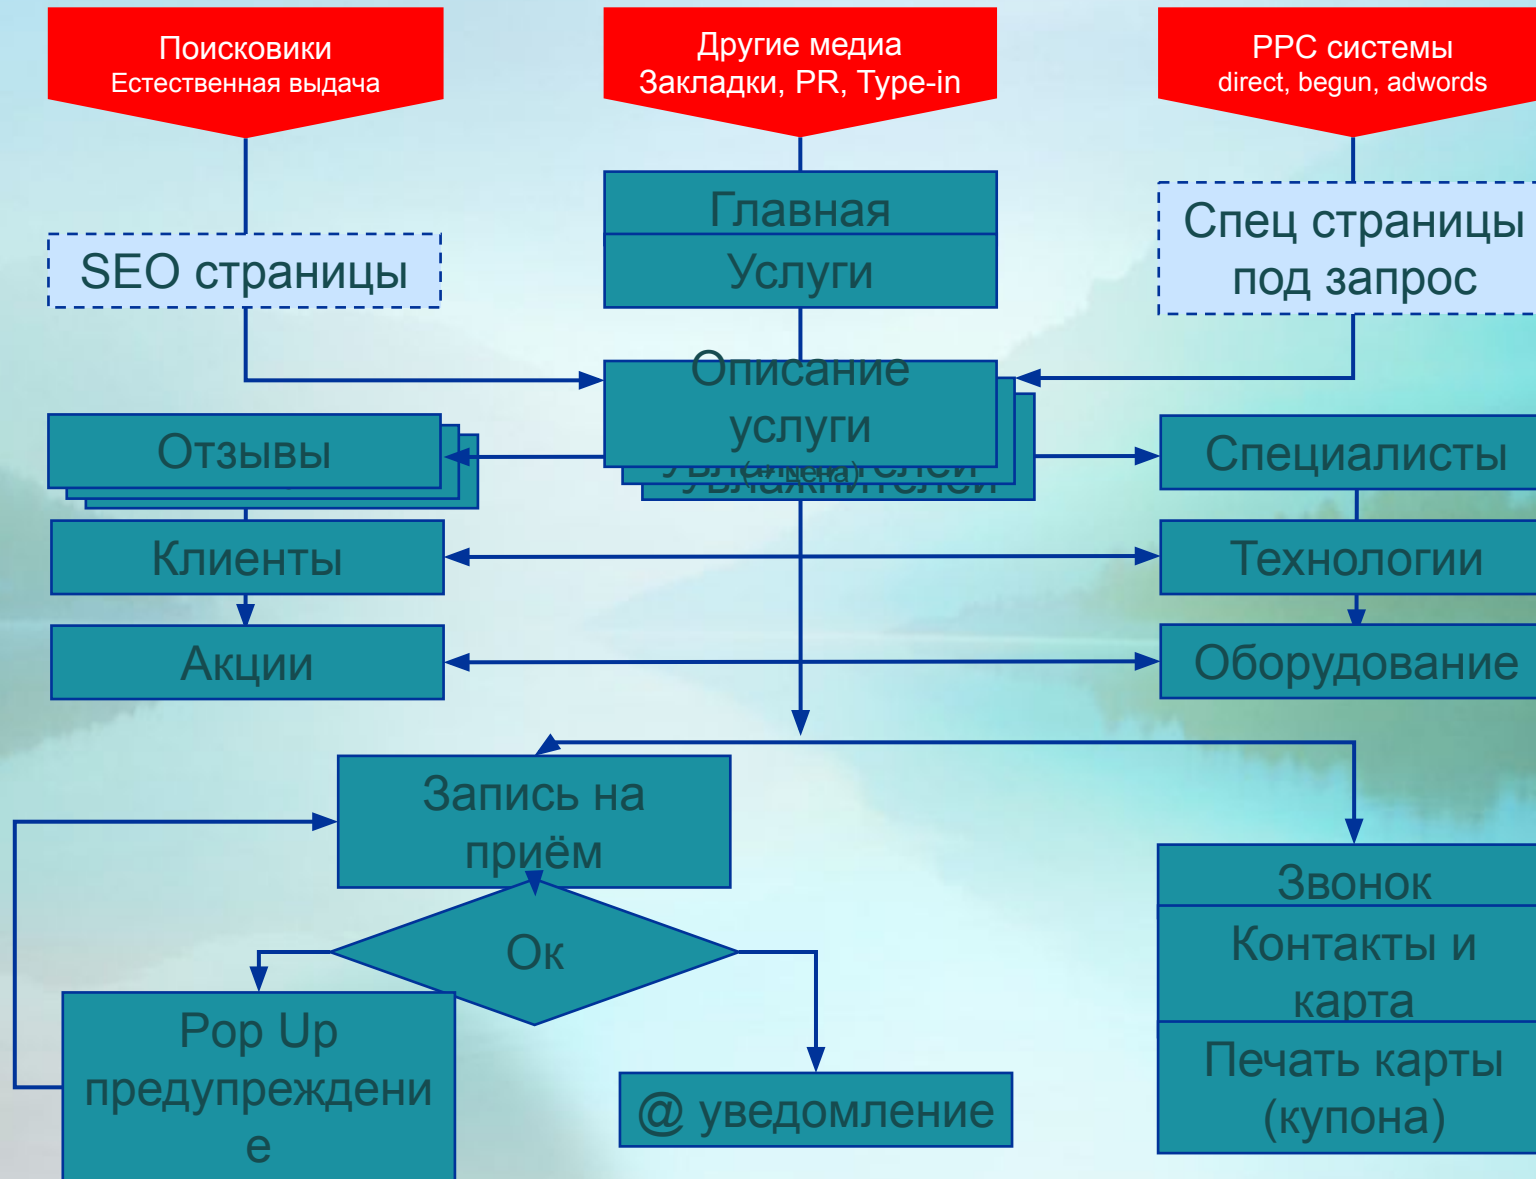 Поисковики
Естественная выдача
Другие медиа
Закладки, PR, Type-in
PPC системы
direct, begun, adwords
Главная
Услуги
SEO страницы
Спец страницы
под запрос
Описание
услуги
(+ цена)
Увлажнителей
Отзывы
Специалисты
Клиенты
Технологии
Акции
Оборудование
Запись на
приём
Ок
Звонок
Контакты и
карта
Печать карты
(купона)
Pop Up
предупреждени
е
@ уведомление